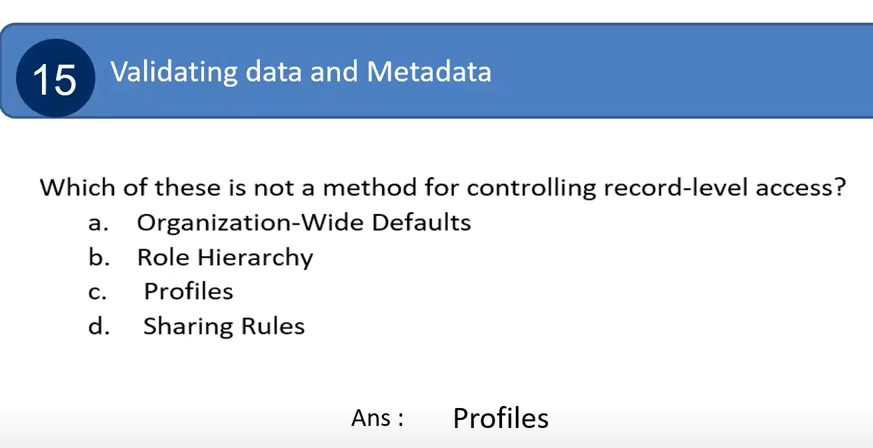 15 Validating data and Metadata
Which of these is not a method for controlling record-level access?
a. Organization-Wide Defaults
b. Role Hierarchy
c. Profiles
d. Sharing Rules
Ans : Profiles